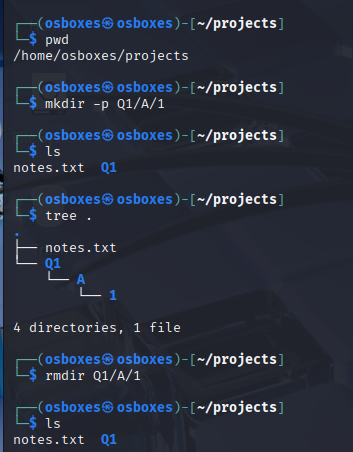 ┌──(osboxes㉿osboxes)-[~/projects]
└─$ pwd
/home/osboxes/projects
┌──(osboxes㉿osboxes)-[~/projects]
└─$ mkdir -p Q1/A/1
┌──(osboxes㉿osboxes)-[~/projects]
└─$ ls
notes.txt  Q1
┌──(osboxes㉿osboxes)-[~/projects]
└─$ tree .
.
├── notes.txt
└── Q1
    └── A
        └── 1
4 directories, 1 file
┌──(osboxes㉿osboxes)-[~/projects]
└─$ rmdir Q1/A/1
┌──(osboxes㉿osboxes)-[~/projects]
└─$ ls
notes.txt  Q1